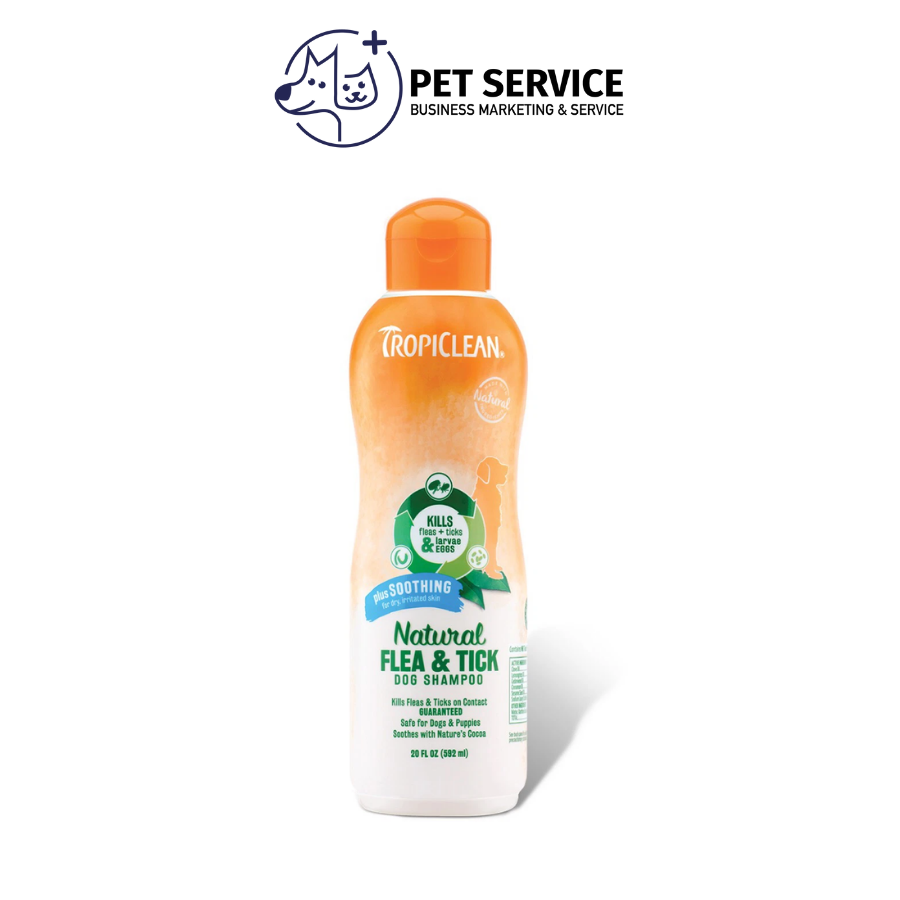 PET SERVICE
BUSINESS MARKETING & SERVICE
TROPICLEAN®
Natural
KILLS
fleas + ticks
& larvae
EGGS
plus SOOTHING
for dry, irritated skin
Natural
FLEA & TICK
DOG SHAMPOO
Kills Fleas & Ticks on Contact
GUARANTEED
Safe for Dogs & Puppies
Soothes with Nature's Cocoa
20 FL OZ (592 ml)